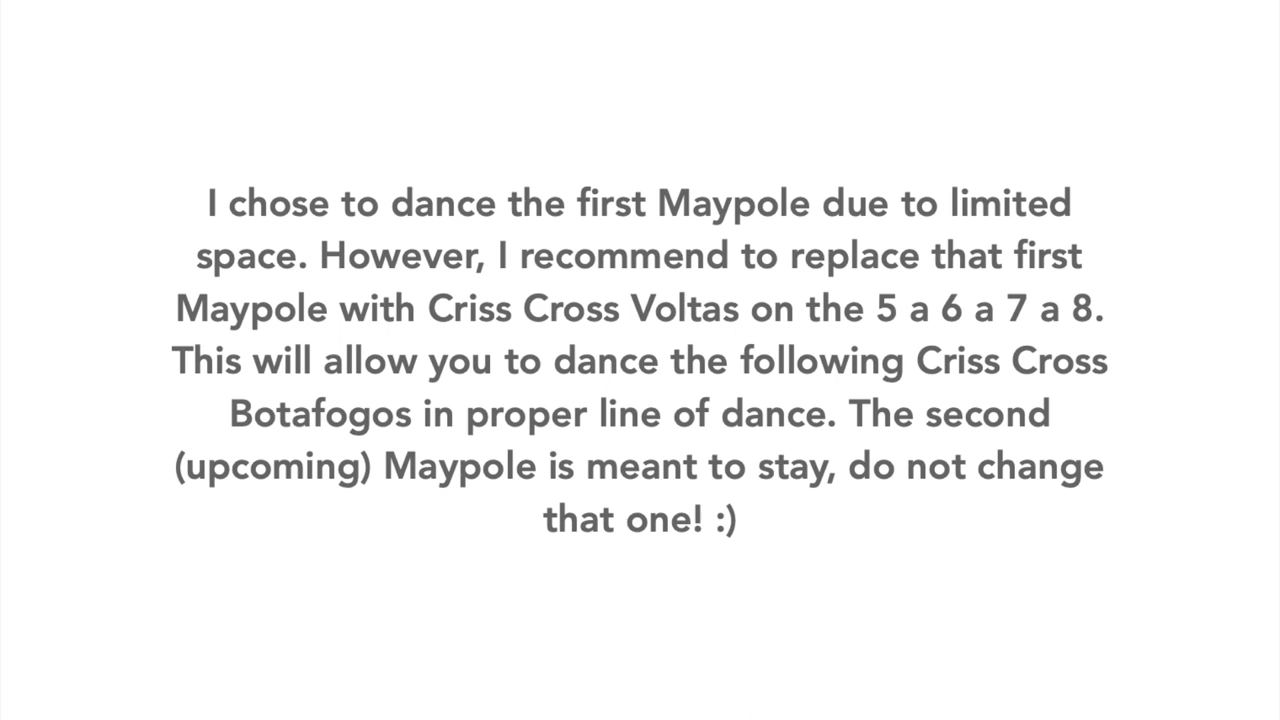 I chose to dance the first Maypole due to limited
space. However, I recommend to replace that first
Maypole with Criss Cross Voltas on the 5 a 6 a 7 a 8.
This will allow you to dance the following Criss Cross
Botafogos in proper line of dance. The second
(upcoming) Maypole is meant to stay, do not change
that one! :)